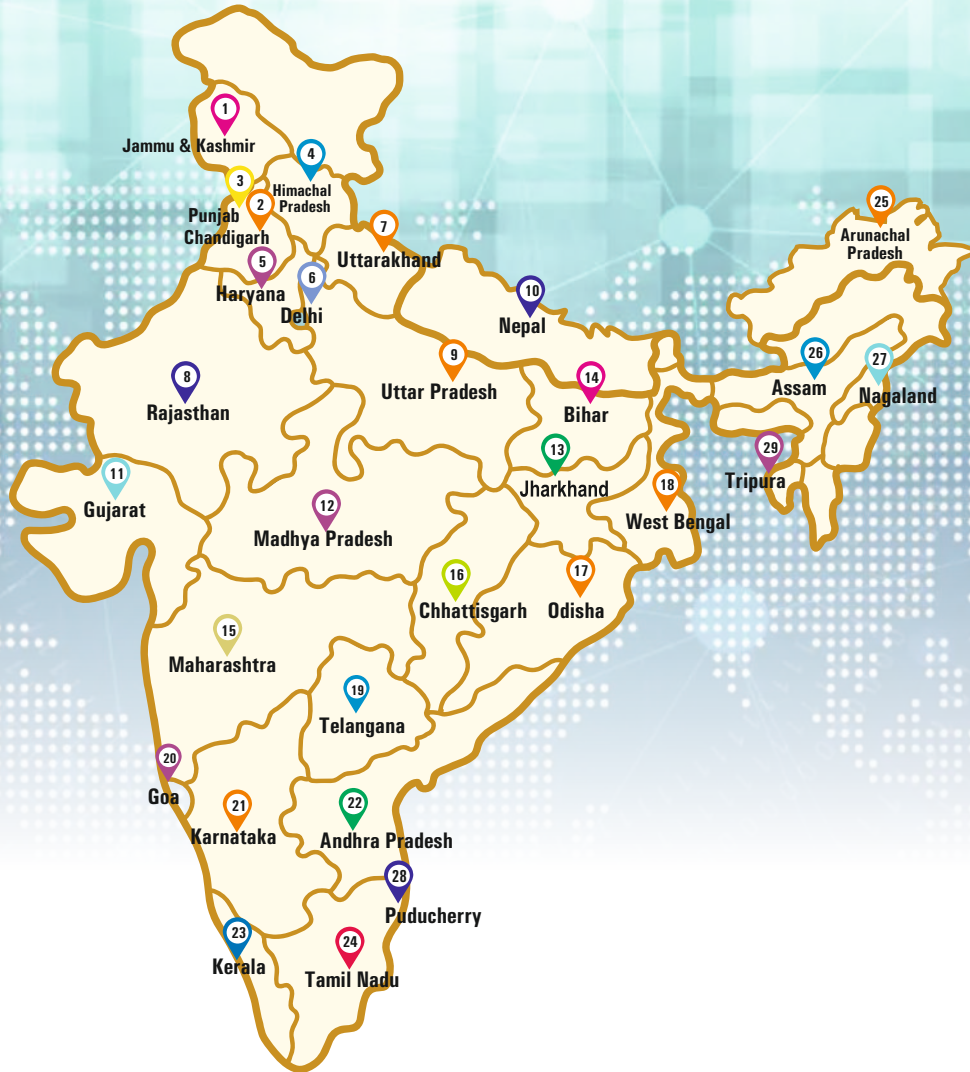 1
Jammu & Kashmir
4
Himachal
Pradesh
3
Punjab
2
Chandigarh
7
Uttarakhand
25
Arunachal
Pradesh
5
Haryana
6
Delhi
10
Nepal
8
Rajasthan
9
Uttar Pradesh
14
Bihar
26
Assam
27
Nagaland
11
Gujarat
12
Madhya Pradesh
13
Jharkhand
18
West Bengal
29
Tripura
15
Maharashtra
16
Chhattisgarh
17
Odisha
19
Telangana
20
Goa
21
Karnataka
22
Andhra Pradesh
28
Puducherry
23
Kerala
24
Tamil Nadu